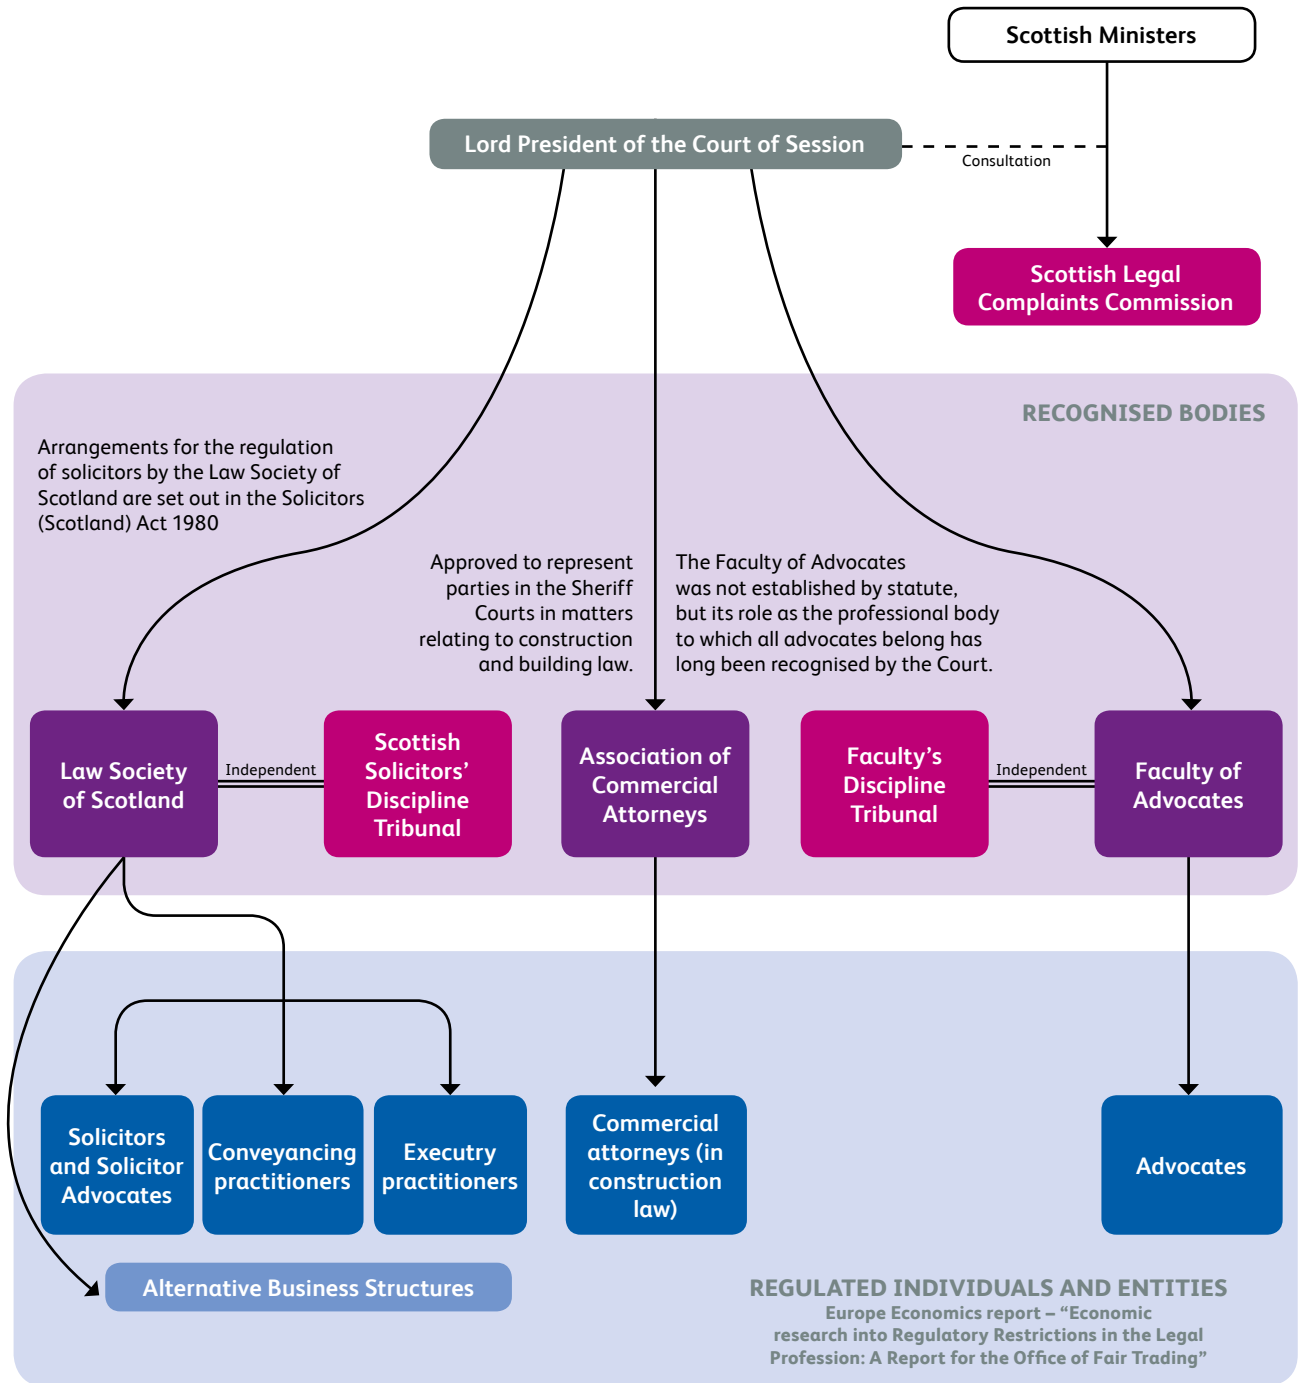 Scottish Ministers
Lord President of the Court of Session
Consultation
Scottish Legal
Complaints Commission
RECOGNISED BODIES
Arrangements for the regulation
of solicitors by the Law Society of
Scotland are set out in the Solicitors
(Scotland) Act 1980
Approved to represent
parties in the Sheriff
Courts in matters
relating to construction
and building law.
The Faculty of Advocates
was not established by statute,
but its role as the professional body
to which all advocates belong has
long been recognised by the Court.
Law Society
of Scotland
Independent
Scottish
Solicitors’
Discipline
Tribunal
Association of
Commercial
Attorneys
Faculty’s
Discipline
Tribunal
Independent
Faculty of
Advocates
Solicitors
and Solicitor
Advocates
Conveyancing
practitioners
Executry
practitioners
Commercial
attorneys (in
construction
law)
Advocates
Alternative Business Structures
REGULATED INDIVIDUALS AND ENTITIES
Europe Economics report – “Economic
research into Regulatory Restrictions in the Legal
Profession: A Report for the Office of Fair Trading”